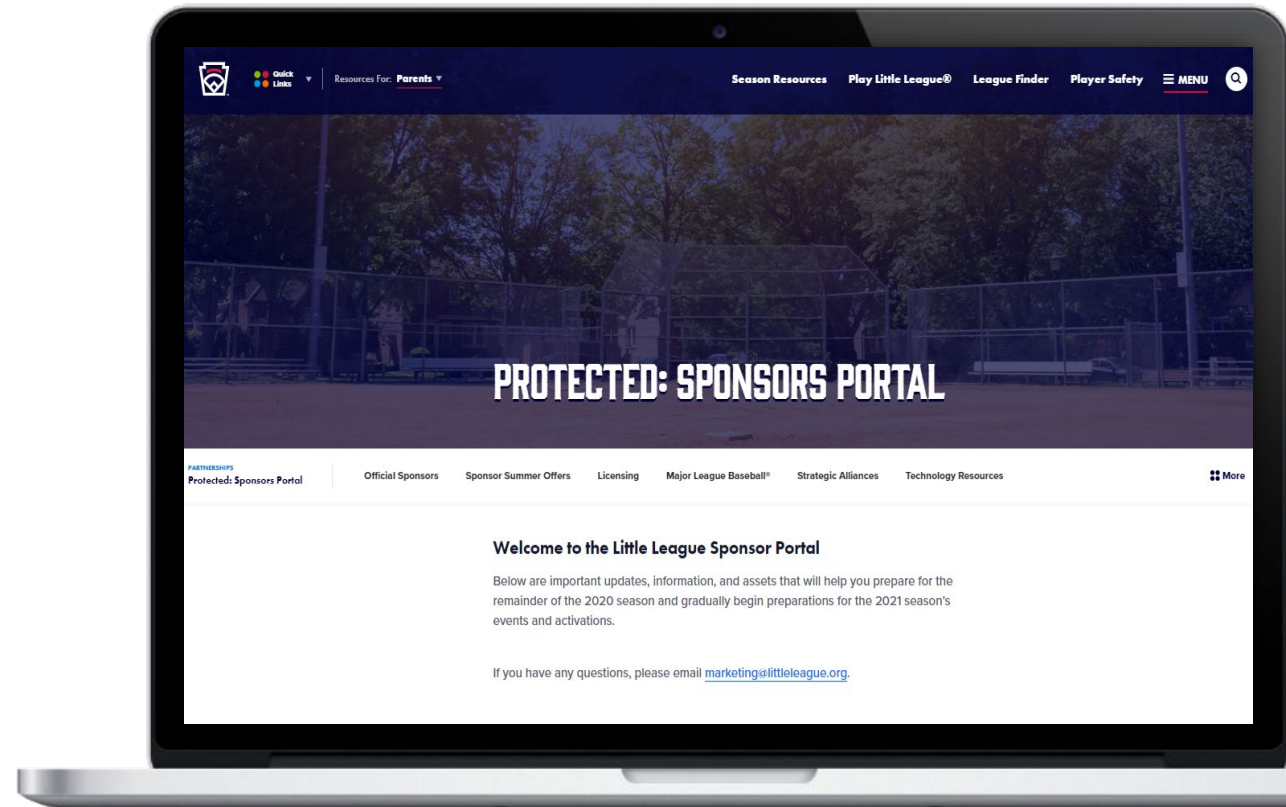 Quick Links
Resources For: Parents
Season Resources
Play Little League®
League Finder
Player Safety
MENU
PROTECTED: SPONSORS PORTAL
PARTNERSHIPS
Protected: Sponsors Portal
Official Sponsors
Sponsor Summer Offers
Licensing
Major League Baseball®
Strategic Alliances
Technology Resources
More
Welcome to the Little League Sponsor Portal
Below are important updates, information, and assets that will help you prepare for the
remainder of the 2020 season and gradually begin preparations for the 2021 season's
events and activations.
If you have any questions, please email marketing@littleleague.org.